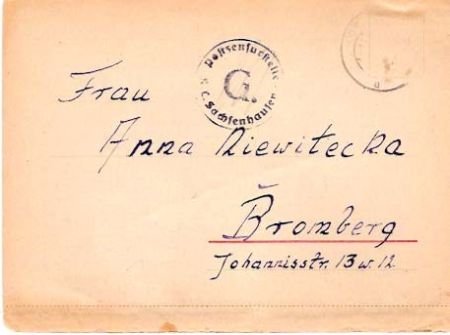 Postzensurstelle
K. L. Sachsenhausen
G.
Frau
Anna Niewitecka
Bromberg
Johannisstr. 13 w. 12